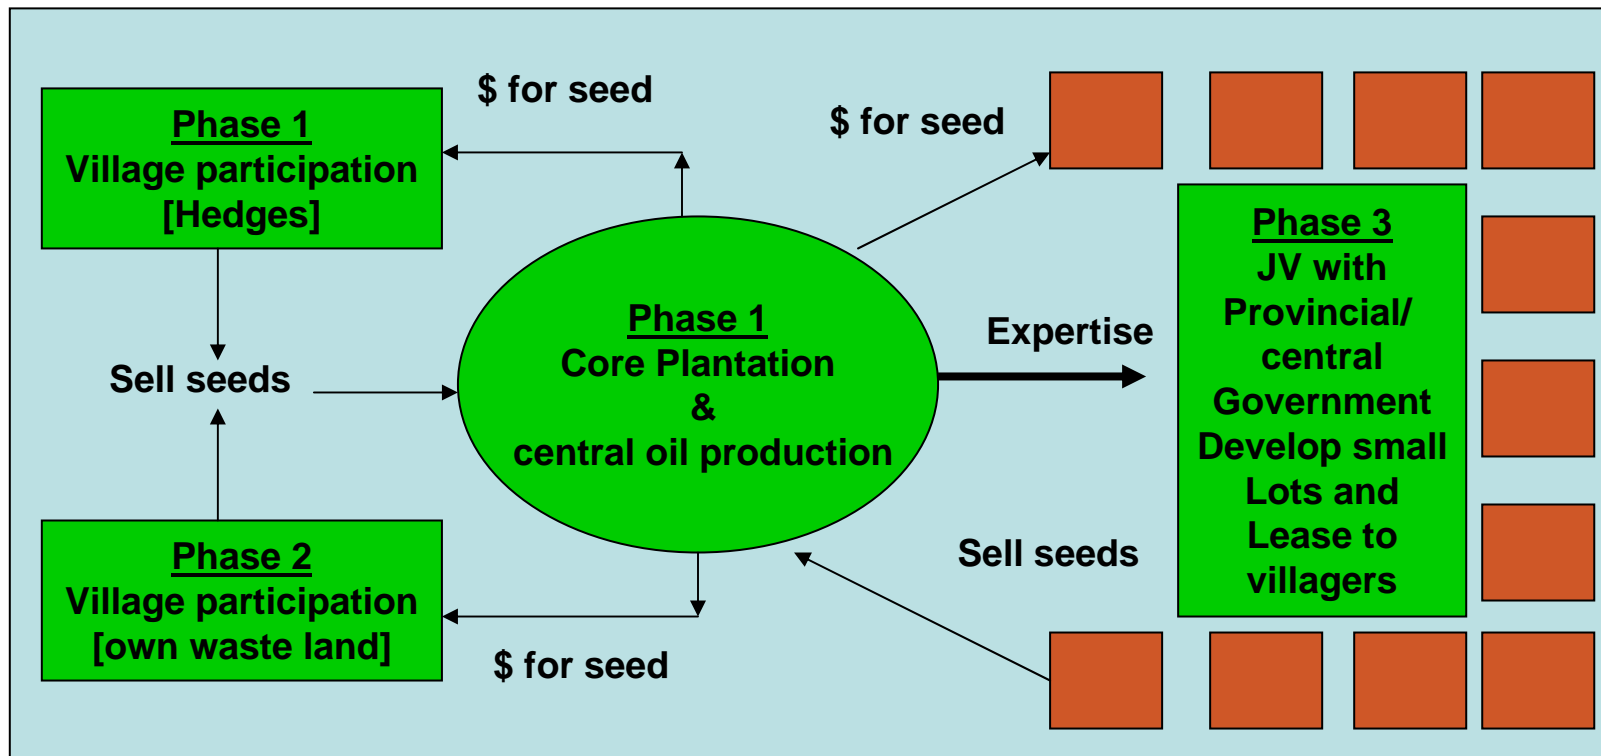 $ for seed
Phase 1
Village participation
[Hedges]
$ for seed
Phase 3
JV with
Provincial/
central
Government
Develop small
Lots and
Lease to
villagers
Phase 1
Core Plantation
&
central oil production
Expertise
Sell seeds
Phase 2
Village participation
[own waste land]
Sell seeds
$ for seed